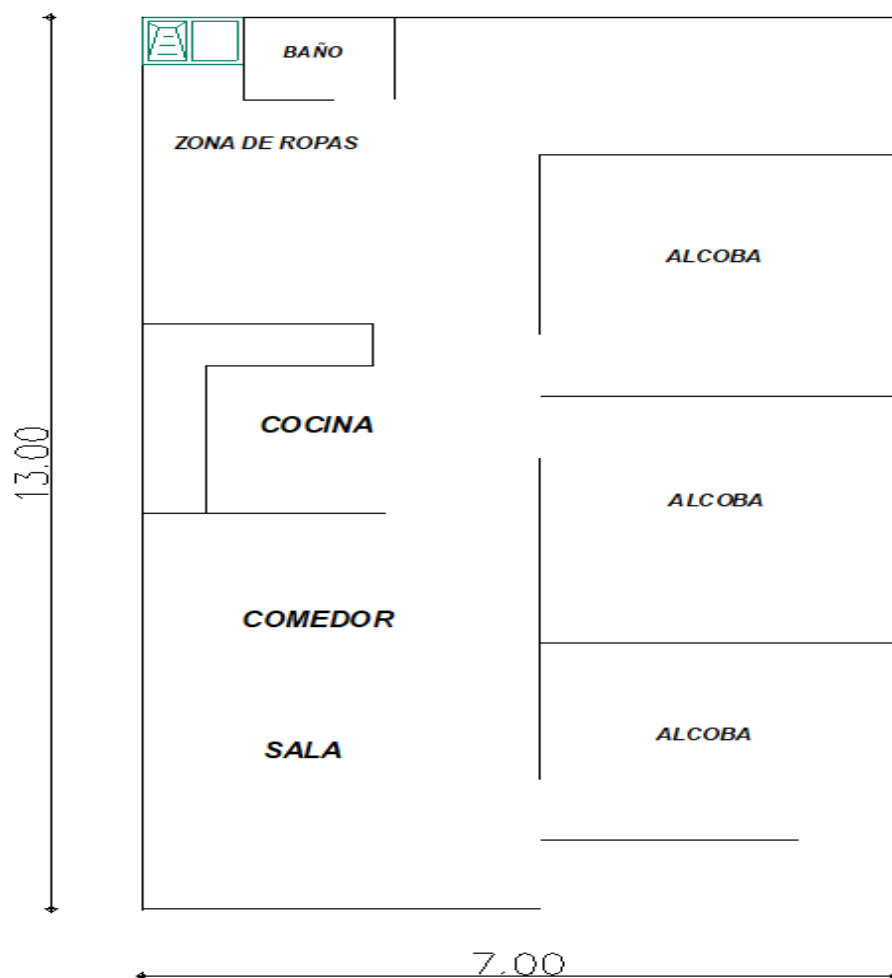 BAÑO
ZONA DE ROPAS
ALCOBA
COCINA
13.00
ALCOBA
COMEDOR
ALCOBA
SALA
7.00